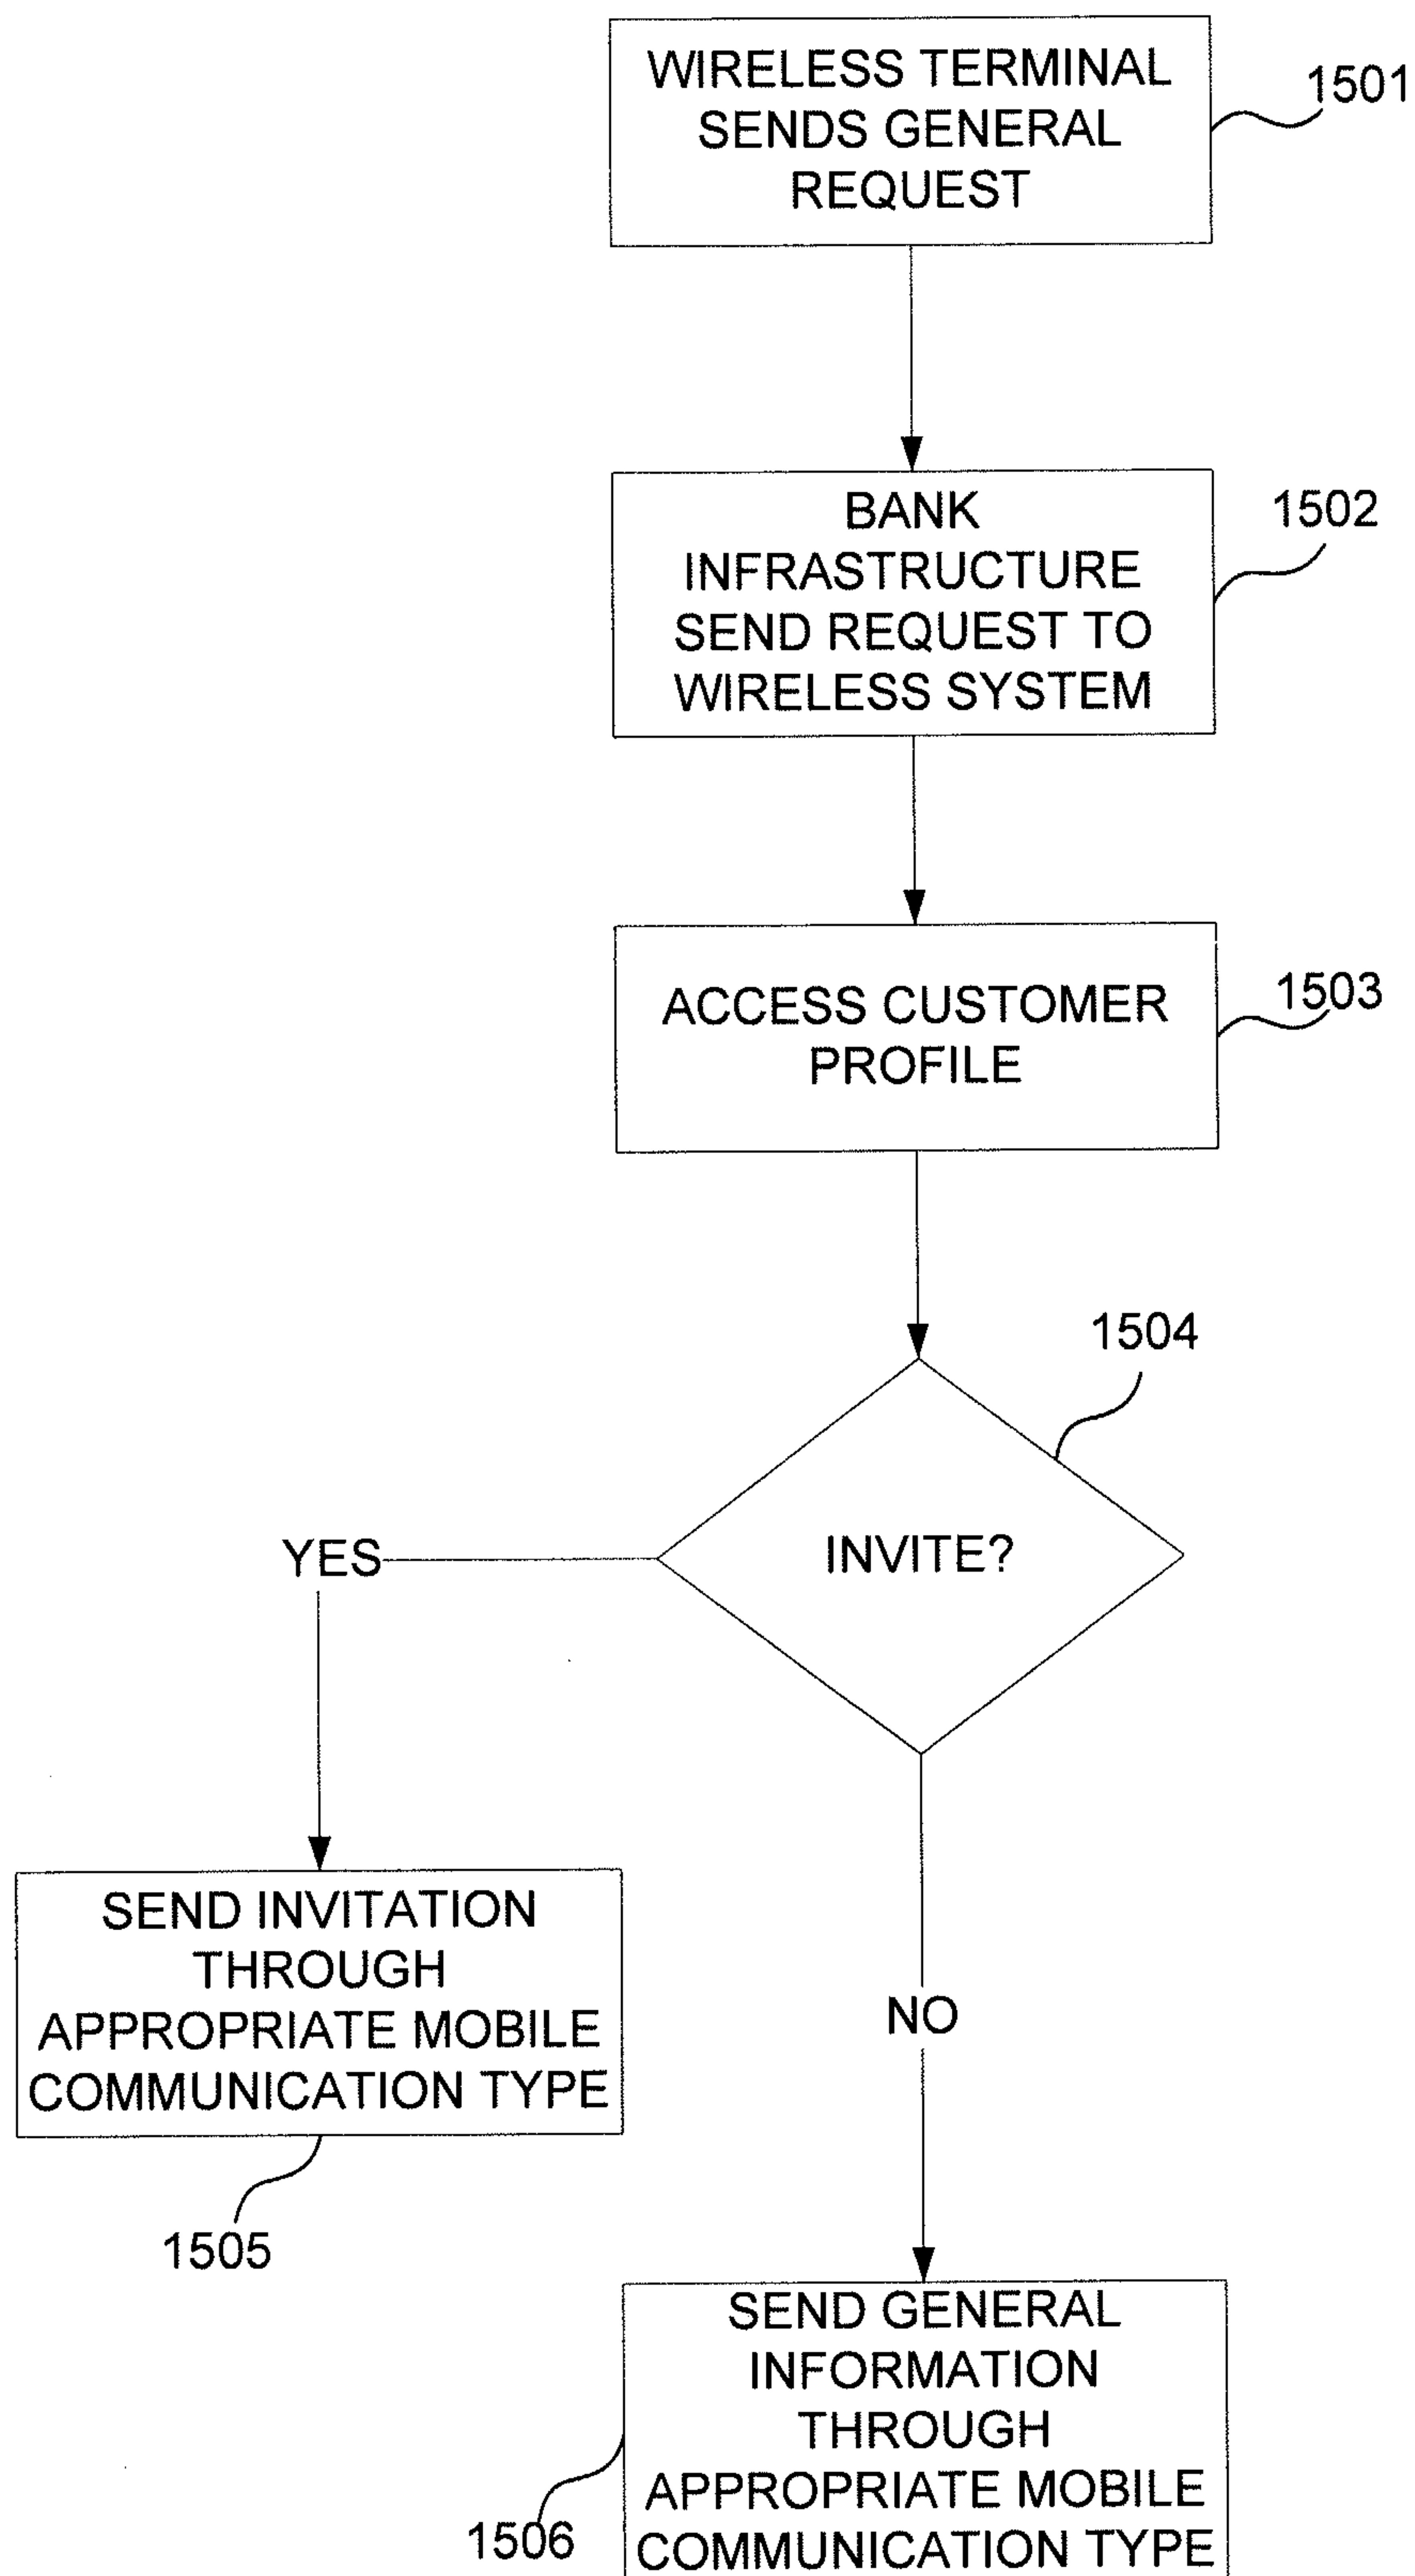 WIRELESS TERMINAL
SENDS GENERAL
REQUEST
1501
BANK
INFRASTRUCTURE
SEND REQUEST TO
WIRELESS SYSTEM
1502
ACCESS CUSTOMER
PROFILE
1503
1504
INVITE?
YES
SEND INVITATION
THROUGH
APPROPRIATE MOBILE
COMMUNICATION TYPE
1505
NO
SEND GENERAL
INFORMATION
THROUGH
APPROPRIATE MOBILE
COMMUNICATION TYPE
1506